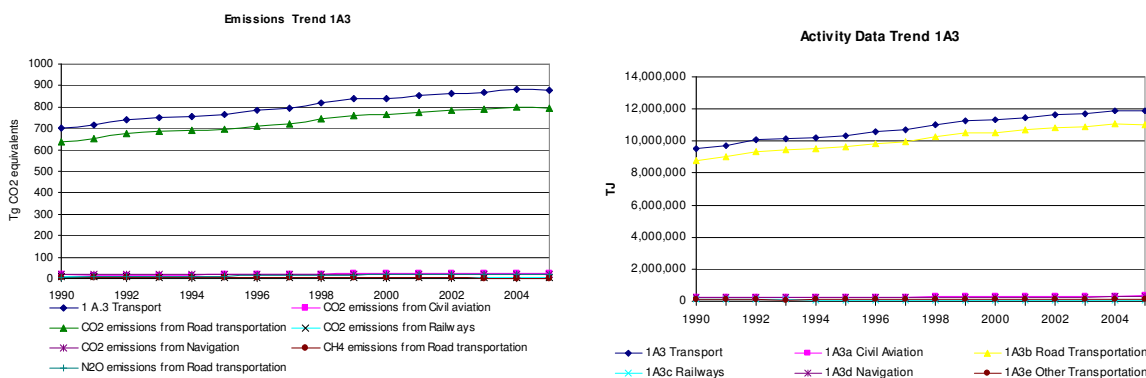 Emissions Trend 1A3
Tg CO2 equivalents
1000
900
800
700
600
500
400
300
200
100
0
1990 1992 1994 1996 1998 2000 2002 2004
1 A.3 Transport CO2 emissions from Civil aviation
CO2 emissions from Road transportation CO2 emissions from Railways
CO2 emissions from Navigation CH4 emissions from Road transportation
N2O emissions from Road transportation
Activity Data Trend 1A3
TJ
14,000,000
12,000,000
10,000,000
8,000,000
6,000,000
4,000,000
2,000,000
0
1990 1992 1994 1996 1998 2000 2002 2004
1A3 Transport 1A3a Civil Aviation 1A3b Road Transportation
1A3c Railways 1A3d Navigation 1A3e Other Transportation